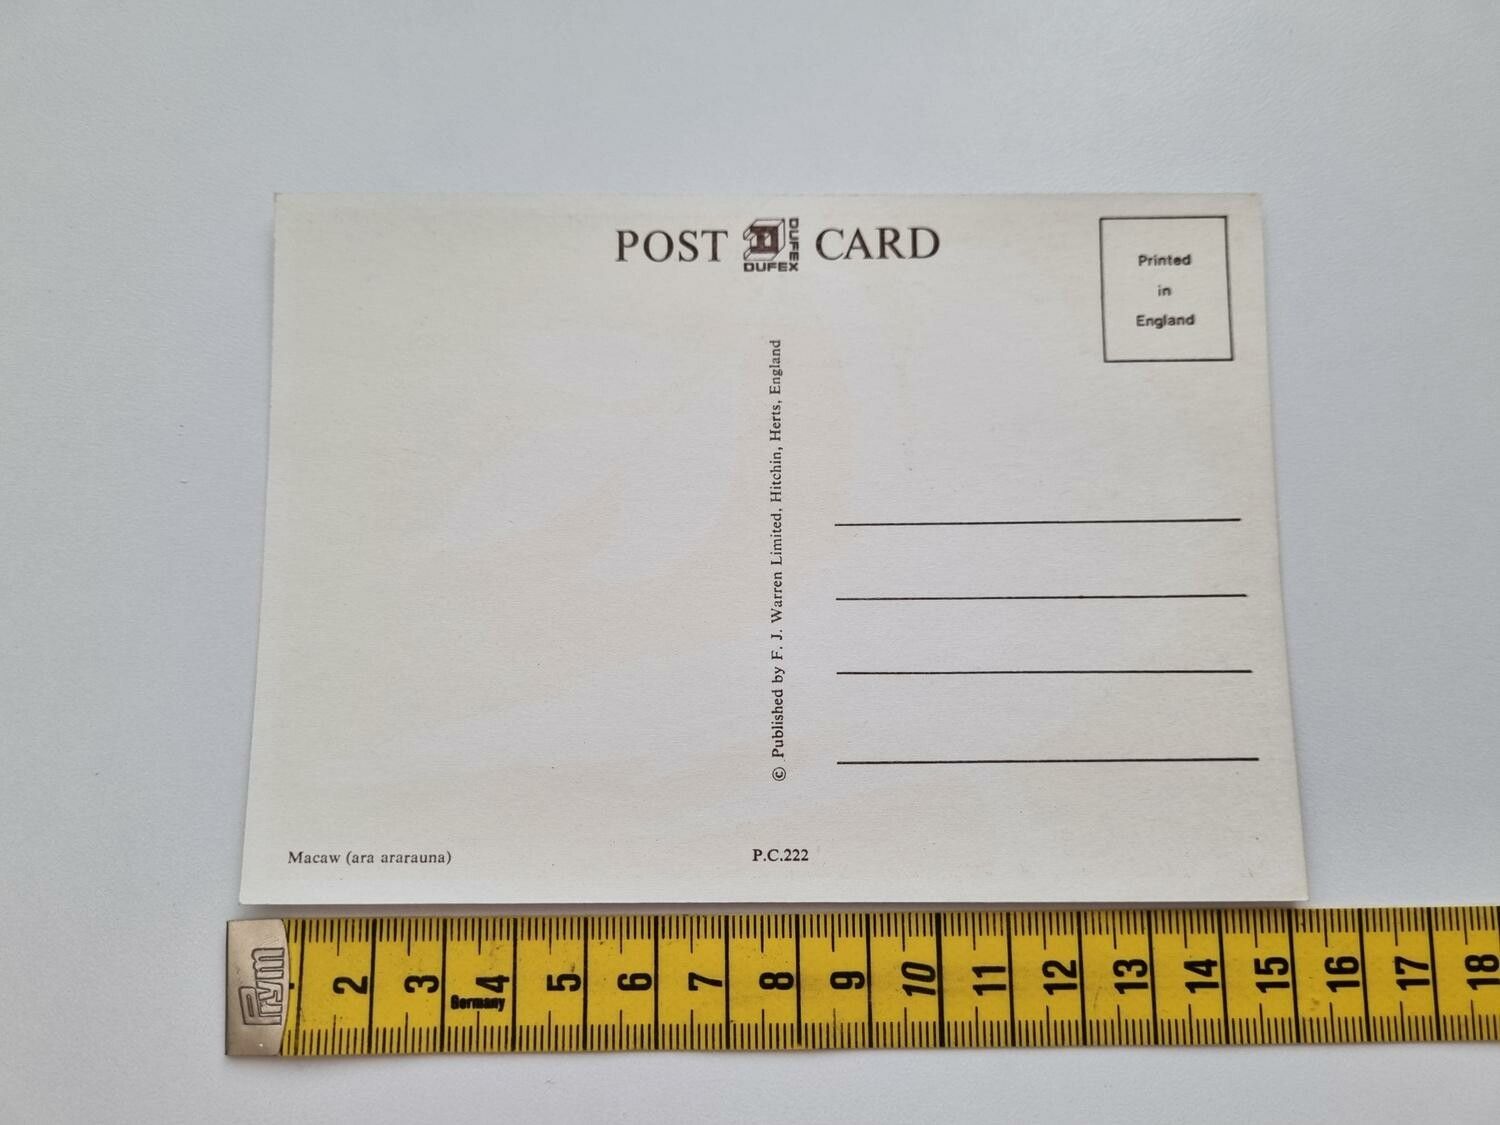 POST DUFEX DUFEX CARD
Printed
in
England
© Published by F. J. Warren Limited, Hitchin, Herts, England
Macaw (ara ararauna)
P.C.222
Prym
2 3 4 5 6 7 8 9 10 11 12 13 14 15 16 17 18
Germany